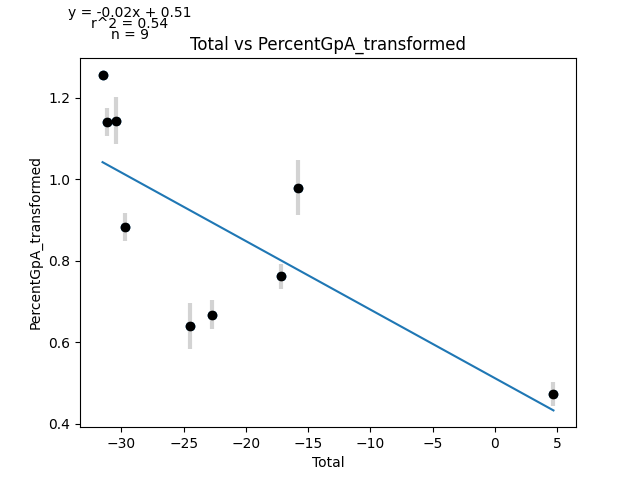 y = -0.02x + 0.51
r^2 = 0.54
n = 9
Total vs PercentGpA_transformed
PercentGpA_transformed
1.2
1.0
0.8
0.6
0.4
−30
−25
−20
−15
−10
−5
0
5
Total